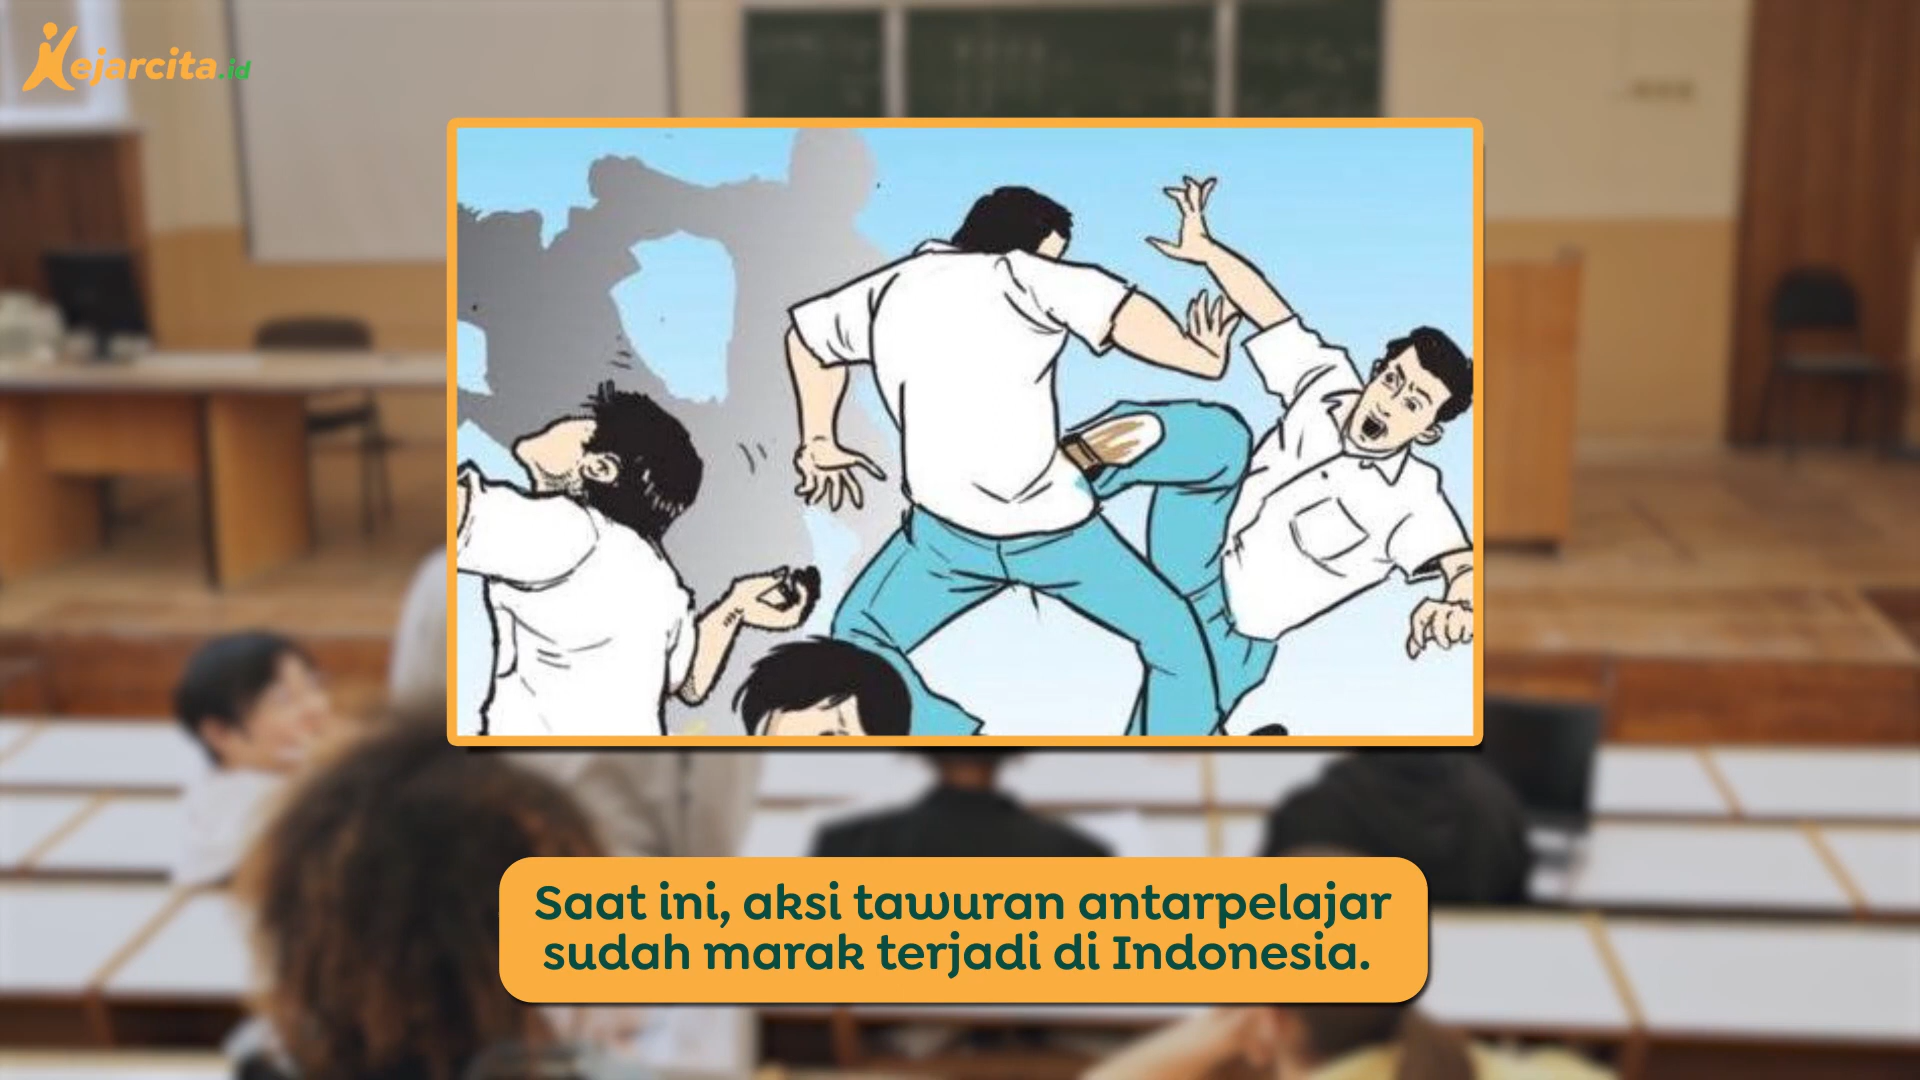 Kejarcita.id
Saat ini, aksi tawuran antarpelajar
sudah marak terjadi di Indonesia.